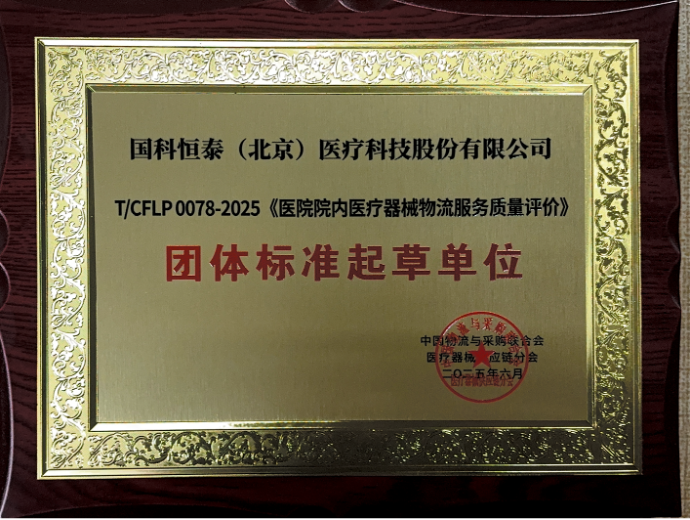 国科恒泰（北京）医疗科技股份有限公司
T/CFLP 0078-2025《医院院内医疗器械物流服务质量评价》
团体标准起草单位
中国物流与采购联合会
医疗器械供应链分会
二〇二五年六月